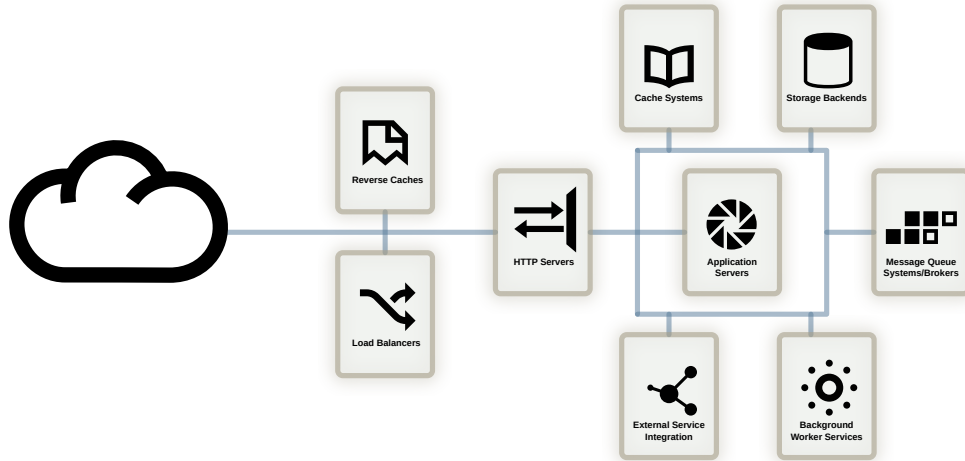 Cache Systems
Storage Backends
Reverse Caches
HTTP Servers
Application
Servers
Message Queue
Systems/Brokers
Load Balancers
External Service
Integration
Background
Worker Services